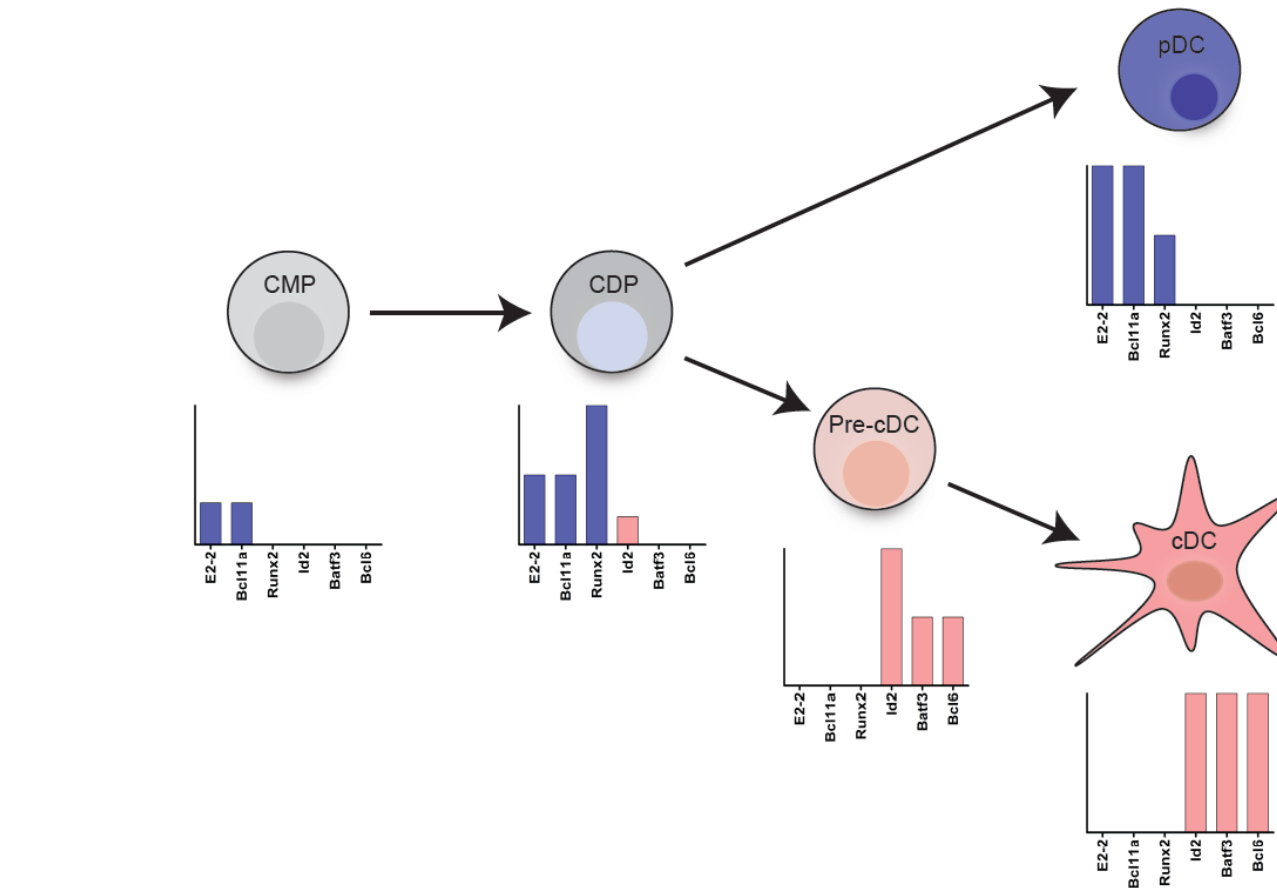 pDC
E2-2
Bcl11a
Runx2
Id2
Batf3
Bcl6
CMP
E2-2
Bcl11a
Runx2
Id2
Batf3
Bcl6
CDP
E2-2
Bcl11a
Runx2
Id2
Batf3
Bcl6
Pre-cDC
E2-2
Bcl11a
Runx2
Id2
Batf3
Bcl6
cDC
E2-2
Bcl11a
Runx2
Id2
Batf3
Bcl6